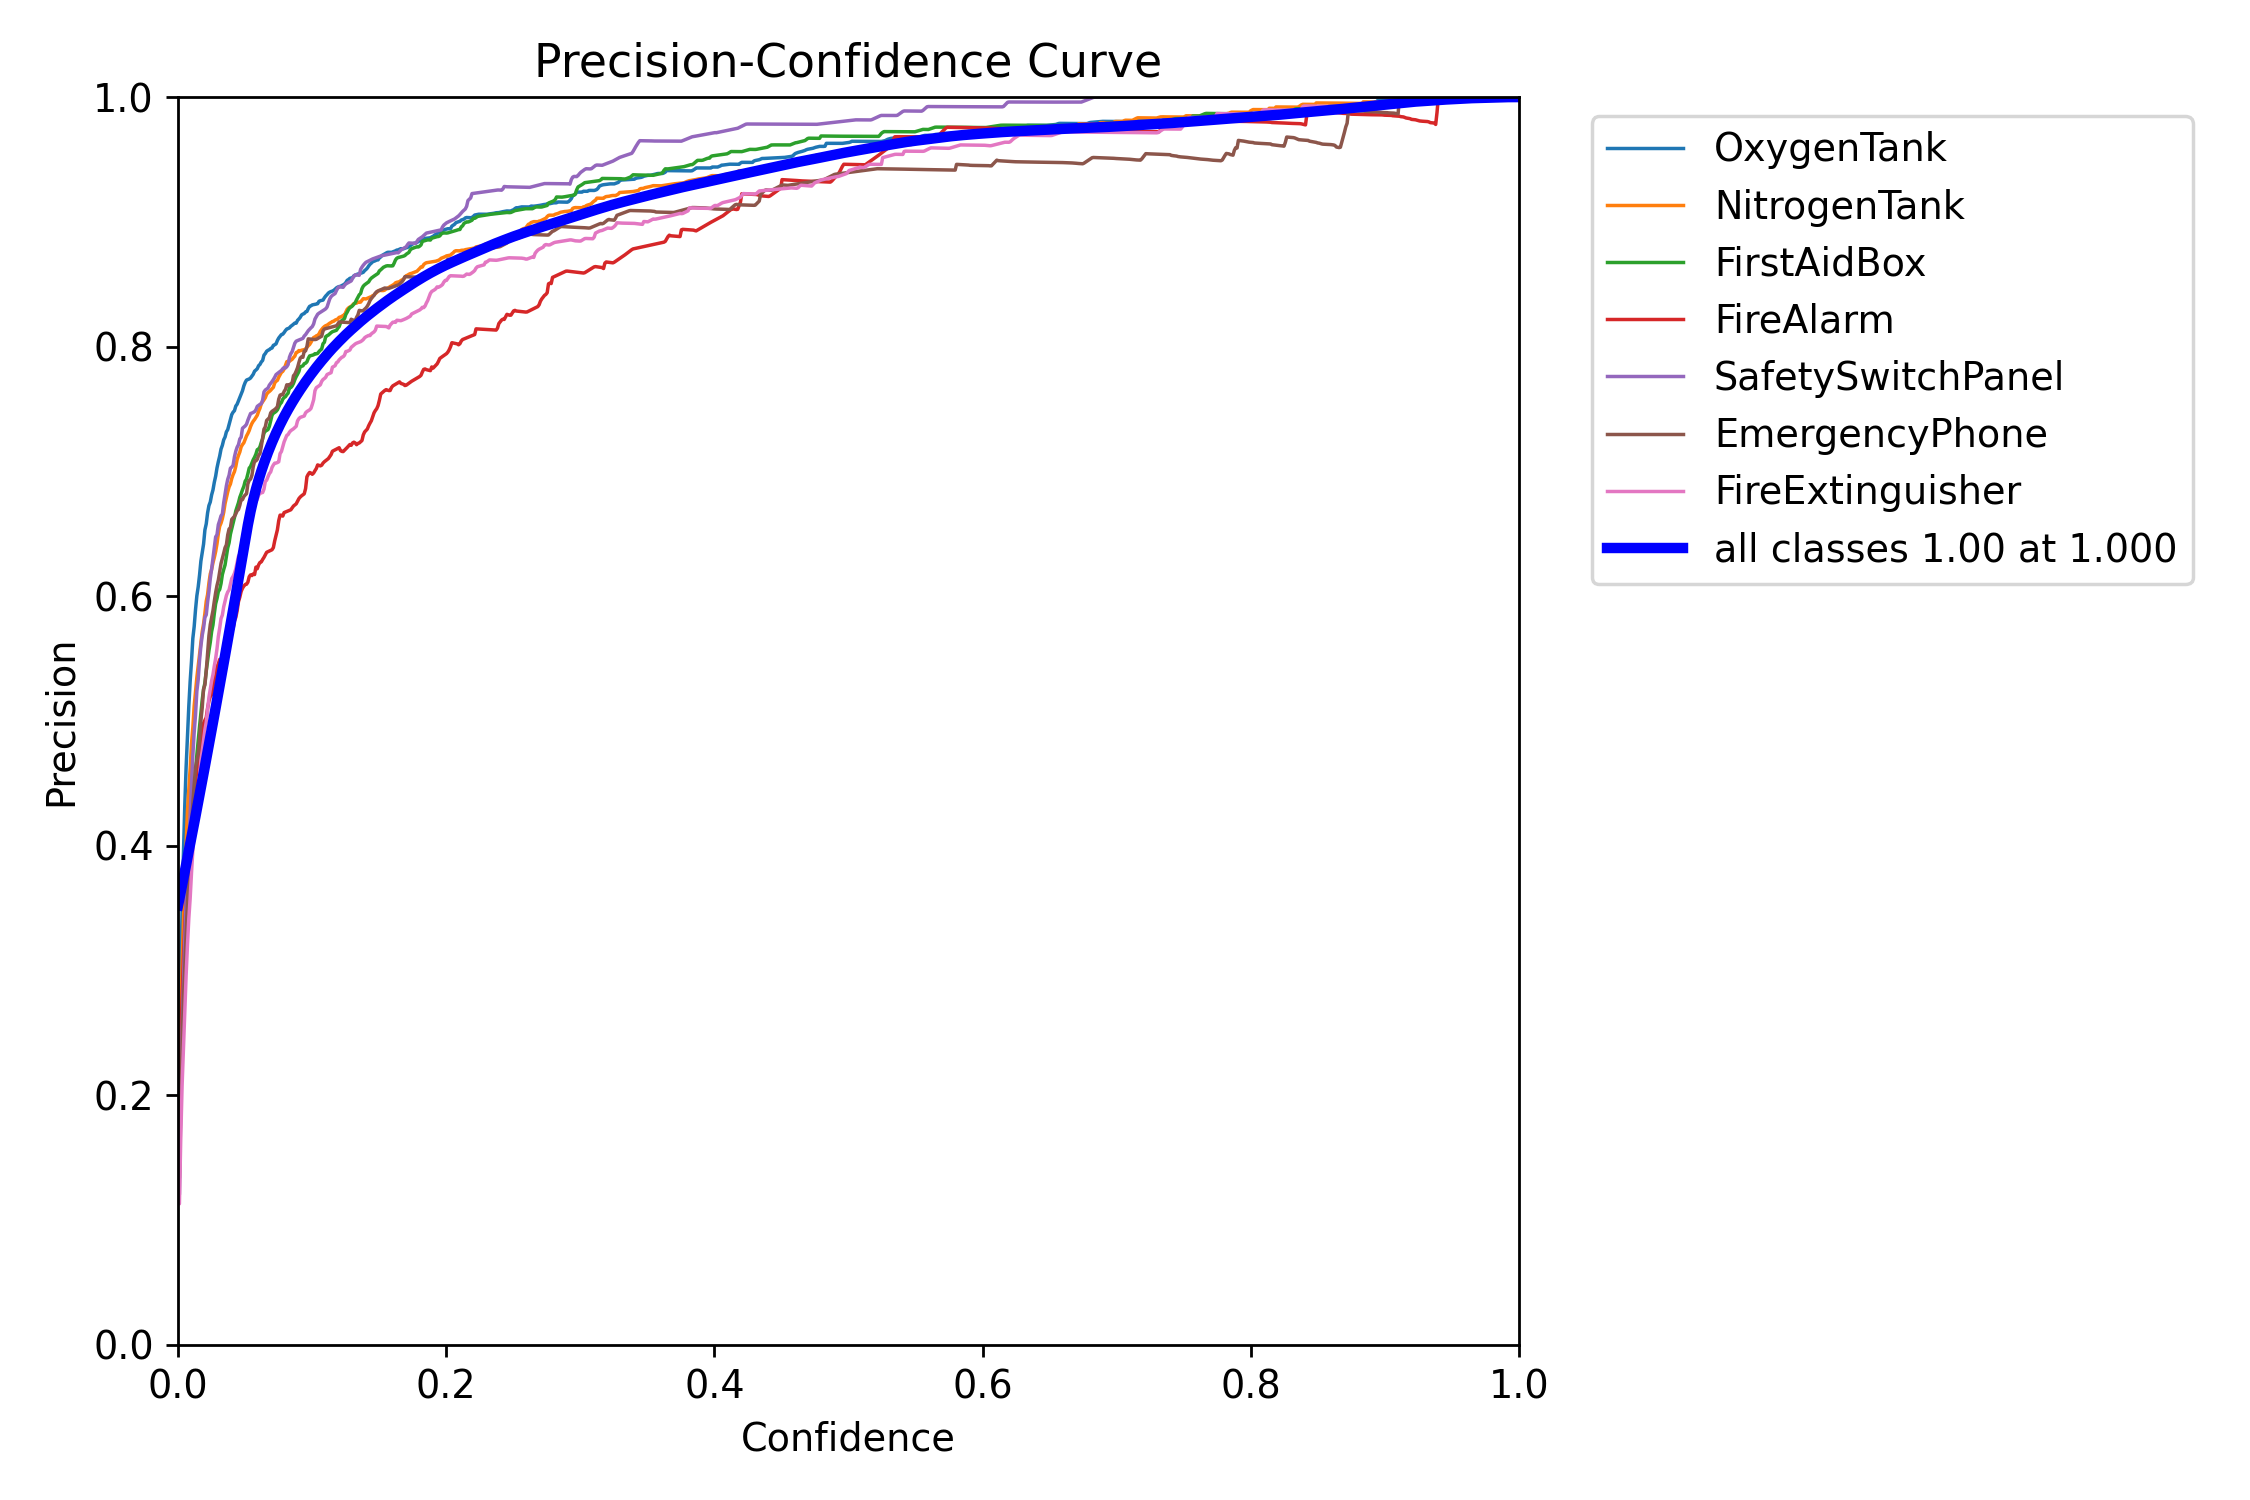 Precision-Confidence Curve
1.0
0.8
0.6
0.4
0.2
0.0
Precision
0.0 0.2 0.4 0.6 0.8 1.0
Confidence
OxygenTank
NitrogenTank
FirstAidBox
FireAlarm
SafetySwitchPanel
EmergencyPhone
FireExtinguisher
all classes 1.00 at 1.000